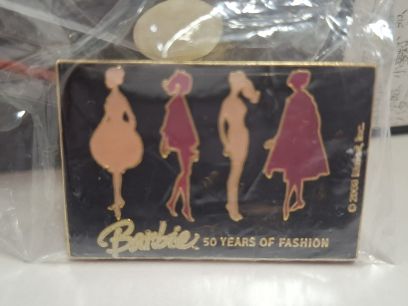 Barbie 50 YEARS OF FASHION
© 2008 Mattel, Inc.